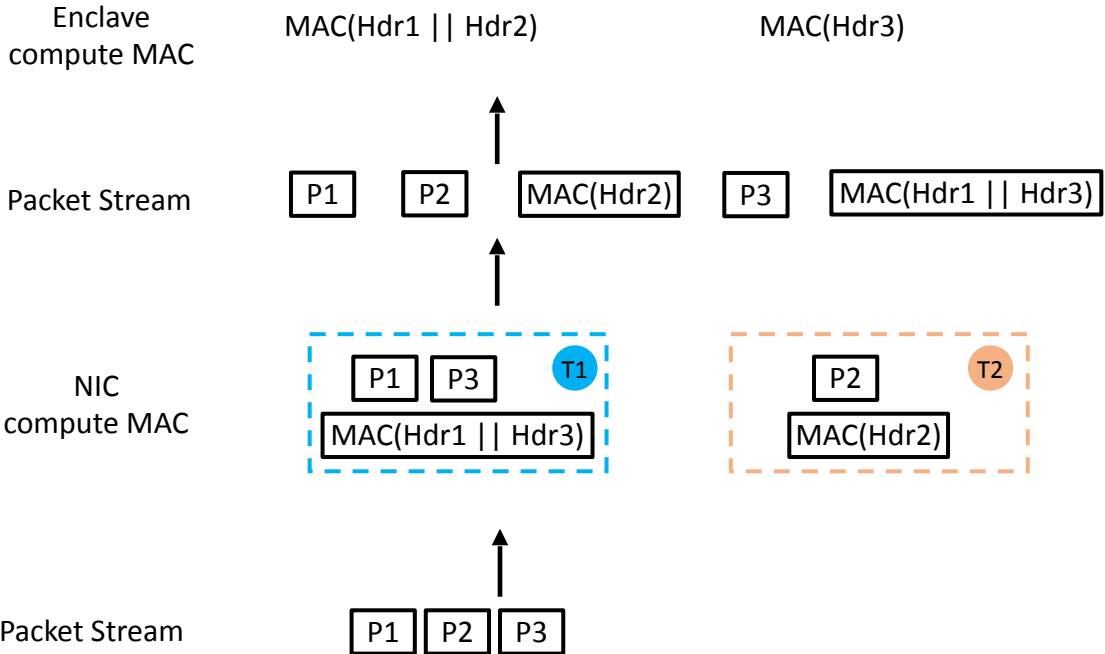 Enclave
compute MAC
MAC(Hdr1 || Hdr2)
MAC(Hdr3)
Packet Stream
P1
P2
MAC(Hdr2)
P3
MAC(Hdr1 || Hdr3)
NIC
compute MAC
P1
P3
T1
MAC(Hdr1 || Hdr3)
P2
T2
MAC(Hdr2)
Packet Stream
P1
P2
P3